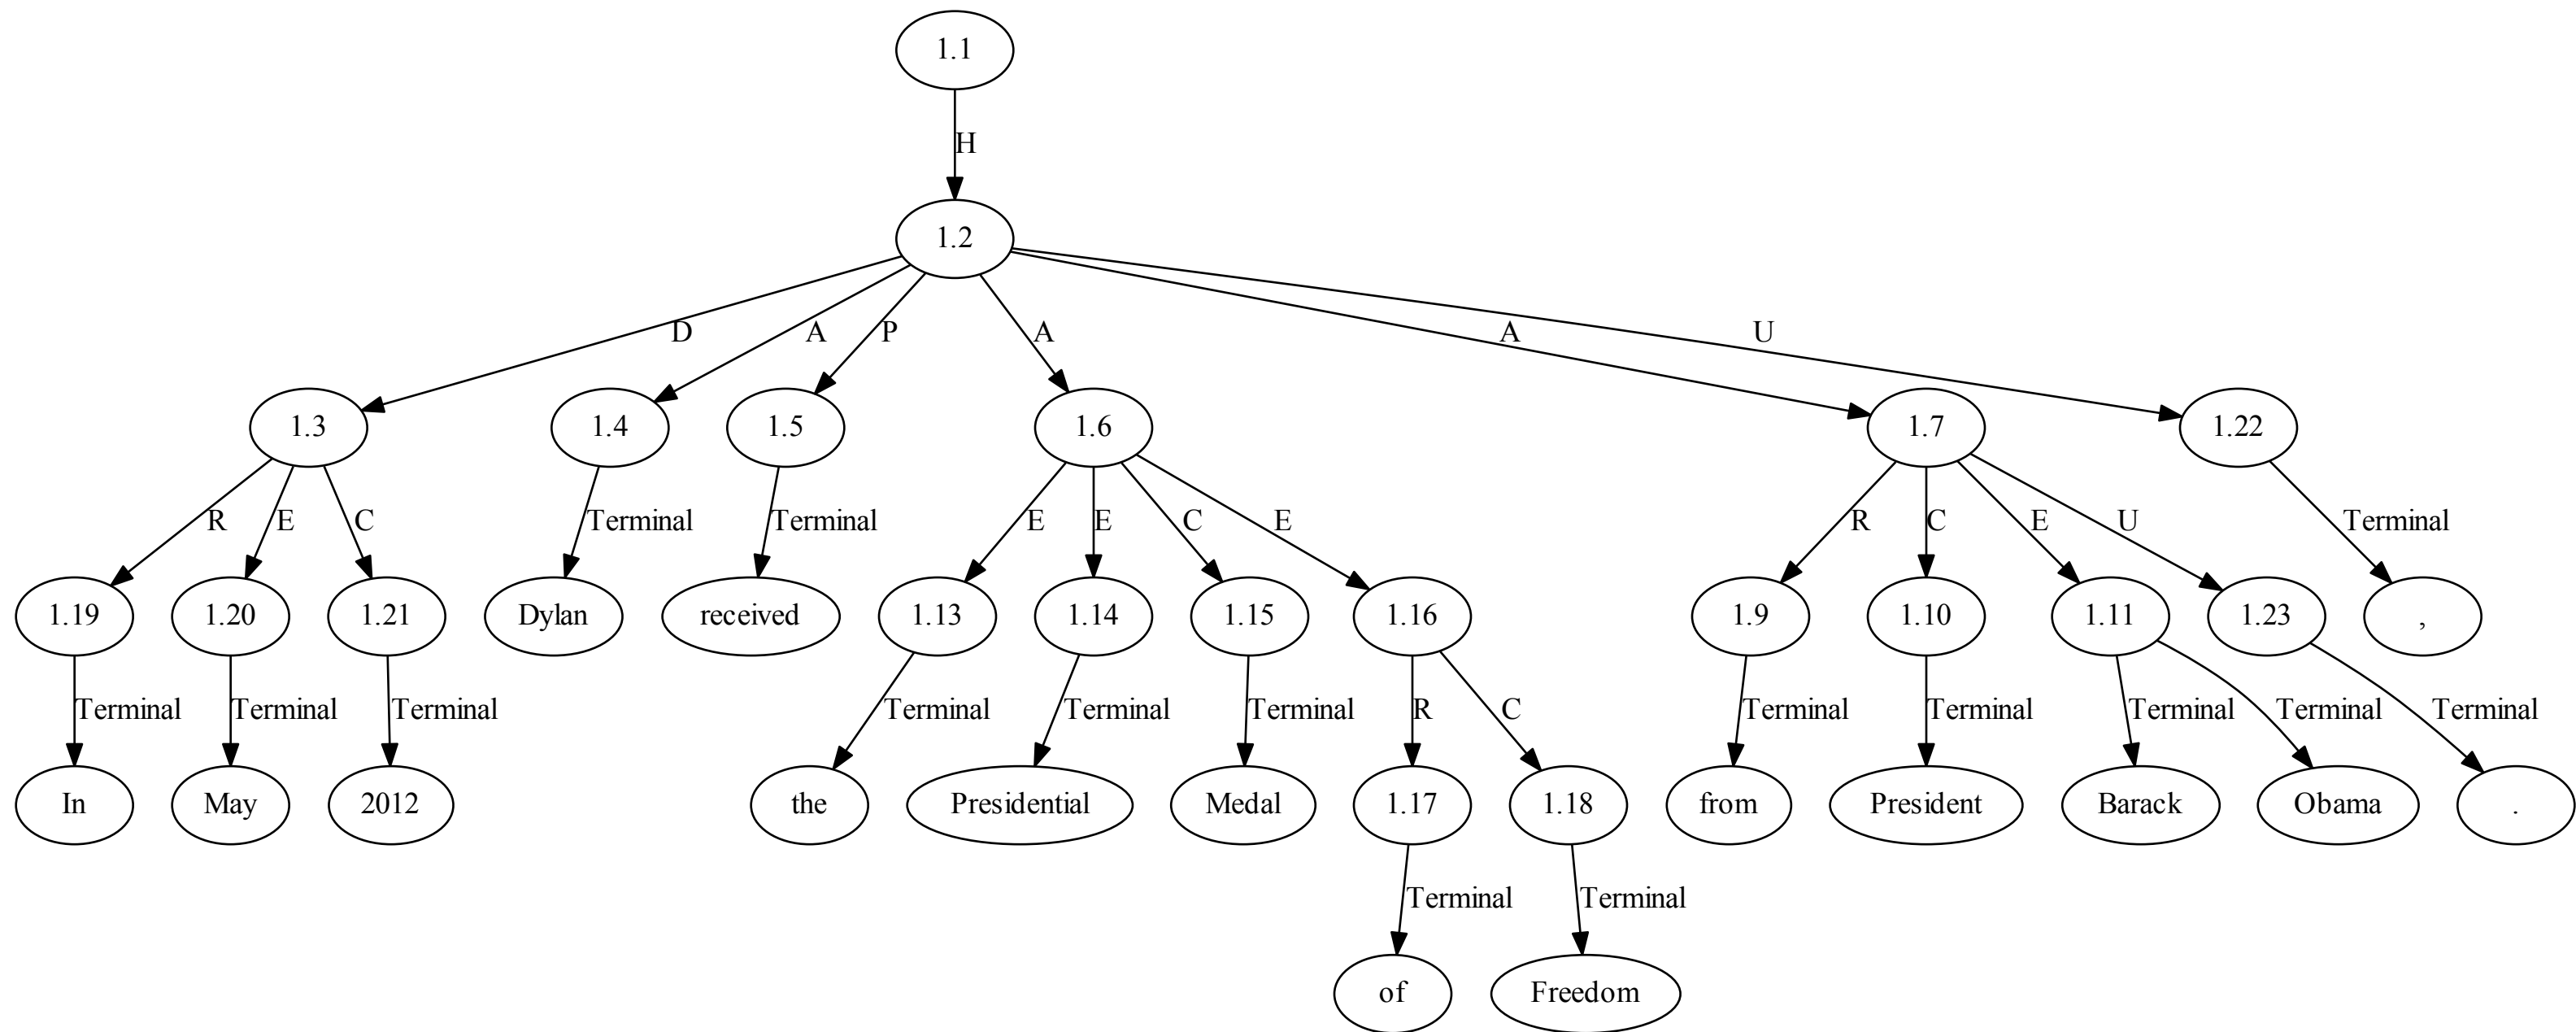 1.1
H
1.2
D A P A A U
1.3 1.4 1.5 1.6 1.7 1.22
R E C Terminal Terminal E E C E R C E U Terminal
1.19 1.20 1.21 Dylan received 1.13 1.14 1.15 1.16 1.9 1.10 1.11 1.23 ,
Terminal Terminal Terminal Terminal Terminal Terminal R C Terminal Terminal Terminal Terminal Terminal
In May 2012 the Presidential Medal 1.17 1.18 from President Barack Obama .
Terminal Terminal
of Freedom